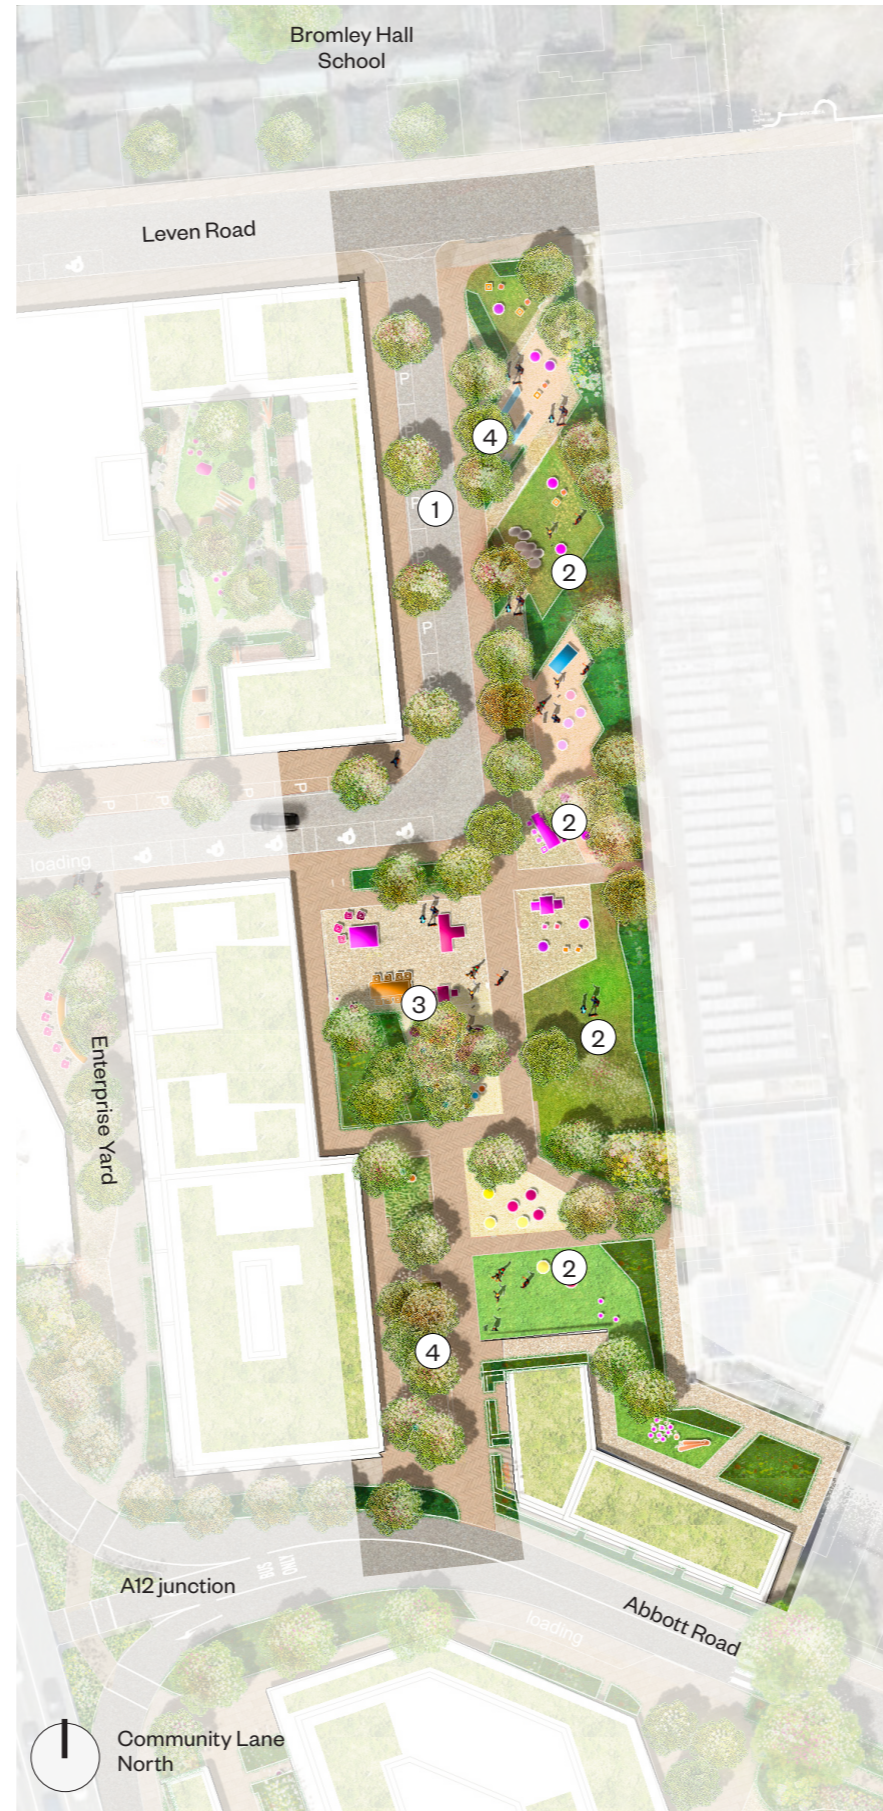 Bromley Hall
School
Leven Road
P
4
1
P
2
P
P
P
P
2
loading
3
Enterprise Yard
2
2
4
BUS
ONLY
A12 junction
Abbott Road
loading
Community Lane
North